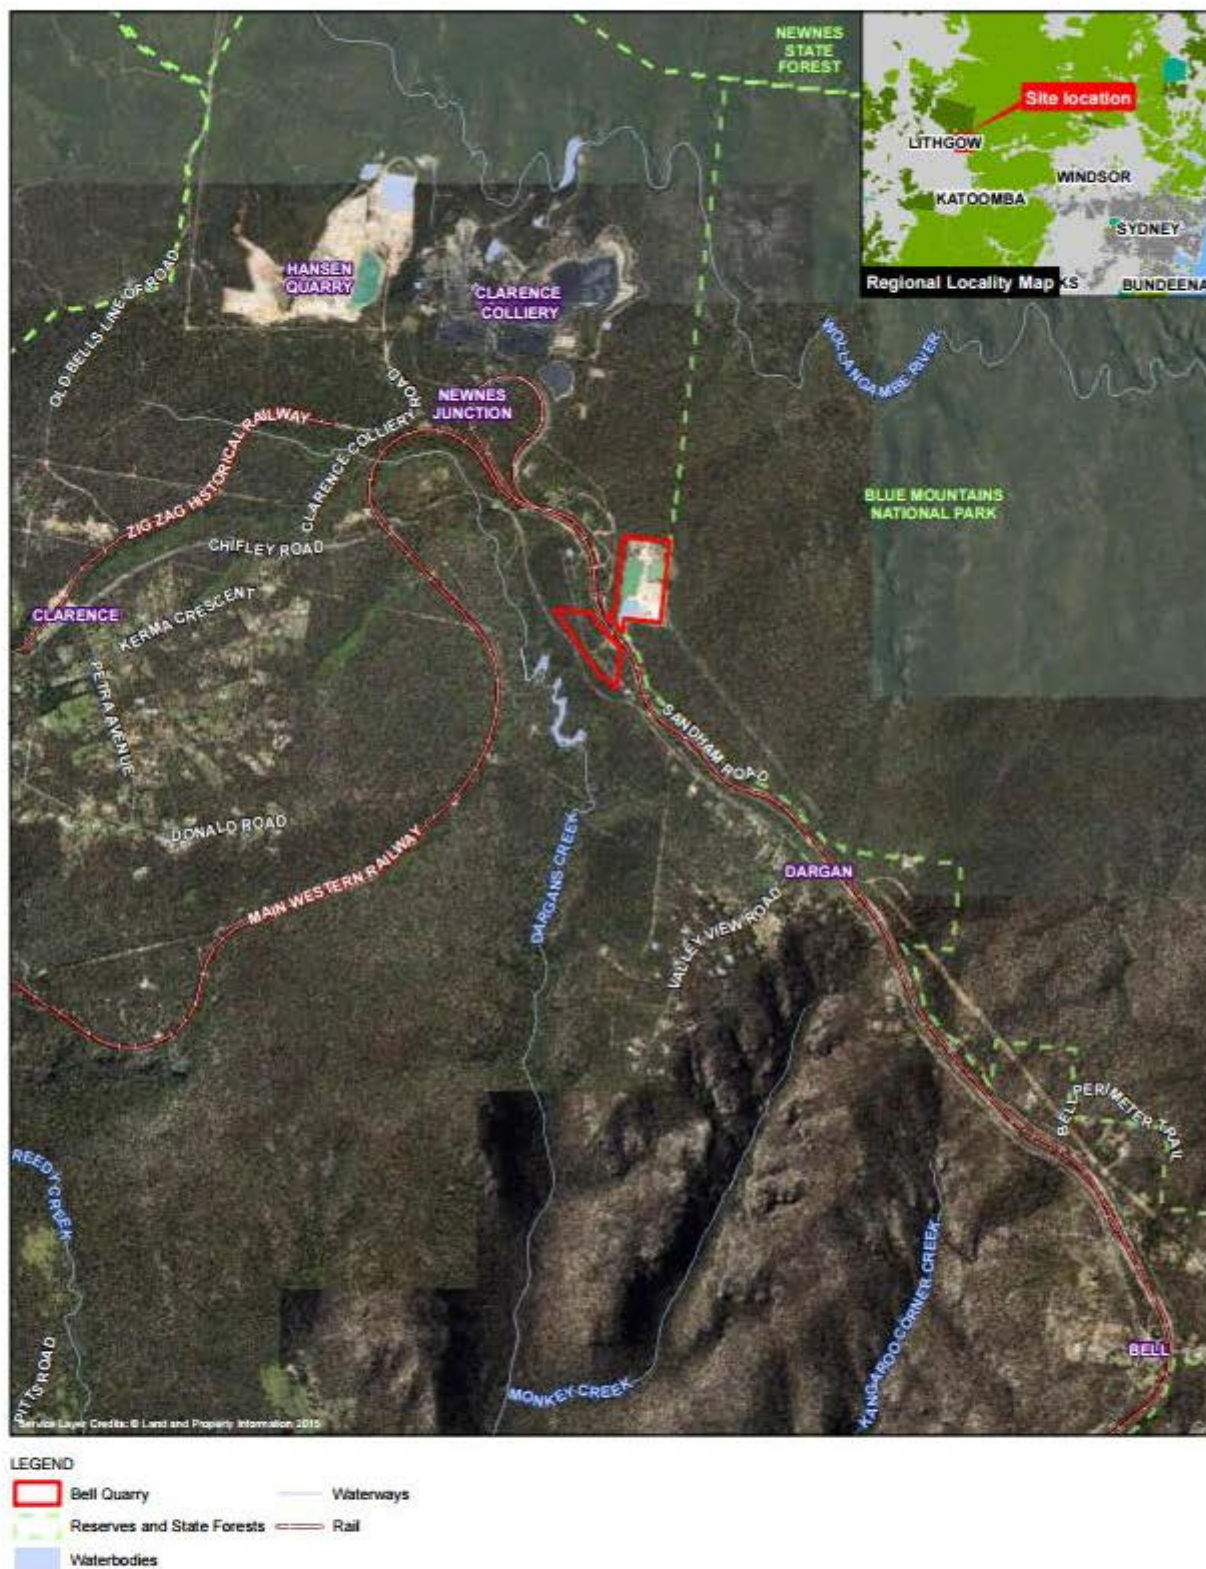 NEWNES
STATE
FOREST
Site location
LITHGOW
WINDSOR
KATOOMBA
SYDNEY
Regional Locality Map
KS
BUNDEENA
OLD BELLS LINE OF ROAD
HANSEN
QUARRY
CLARENCE
COLLIERY
WOLLANGAMBE RIVER
NEWNES
JUNCTION
CLARENCE COLLIERY ROAD
ZIG ZAG HISTORICAL RAILWAY
BLUE MOUNTAINS
NATIONAL PARK
CHIFLEY ROAD
CLARENCE
KERMA CRESCENT
PETRA AVENUE
SANDHAM ROAD
DONALD ROAD
MAIN WESTERN RAILWAY
DARGANS CREEK
DARGAN
VALLEY VIEW ROAD
BELL PERIMETER TRAIL
REEDY CREEK
KANGAROO CORNER CREEK
BELL
PITTS ROAD
MONKEY CREEK
Service Layer Credits: © Land and Property Information 2015
LEGEND
Bell Quarry
Waterways
Reserves and State Forests
Rail
Waterbodies